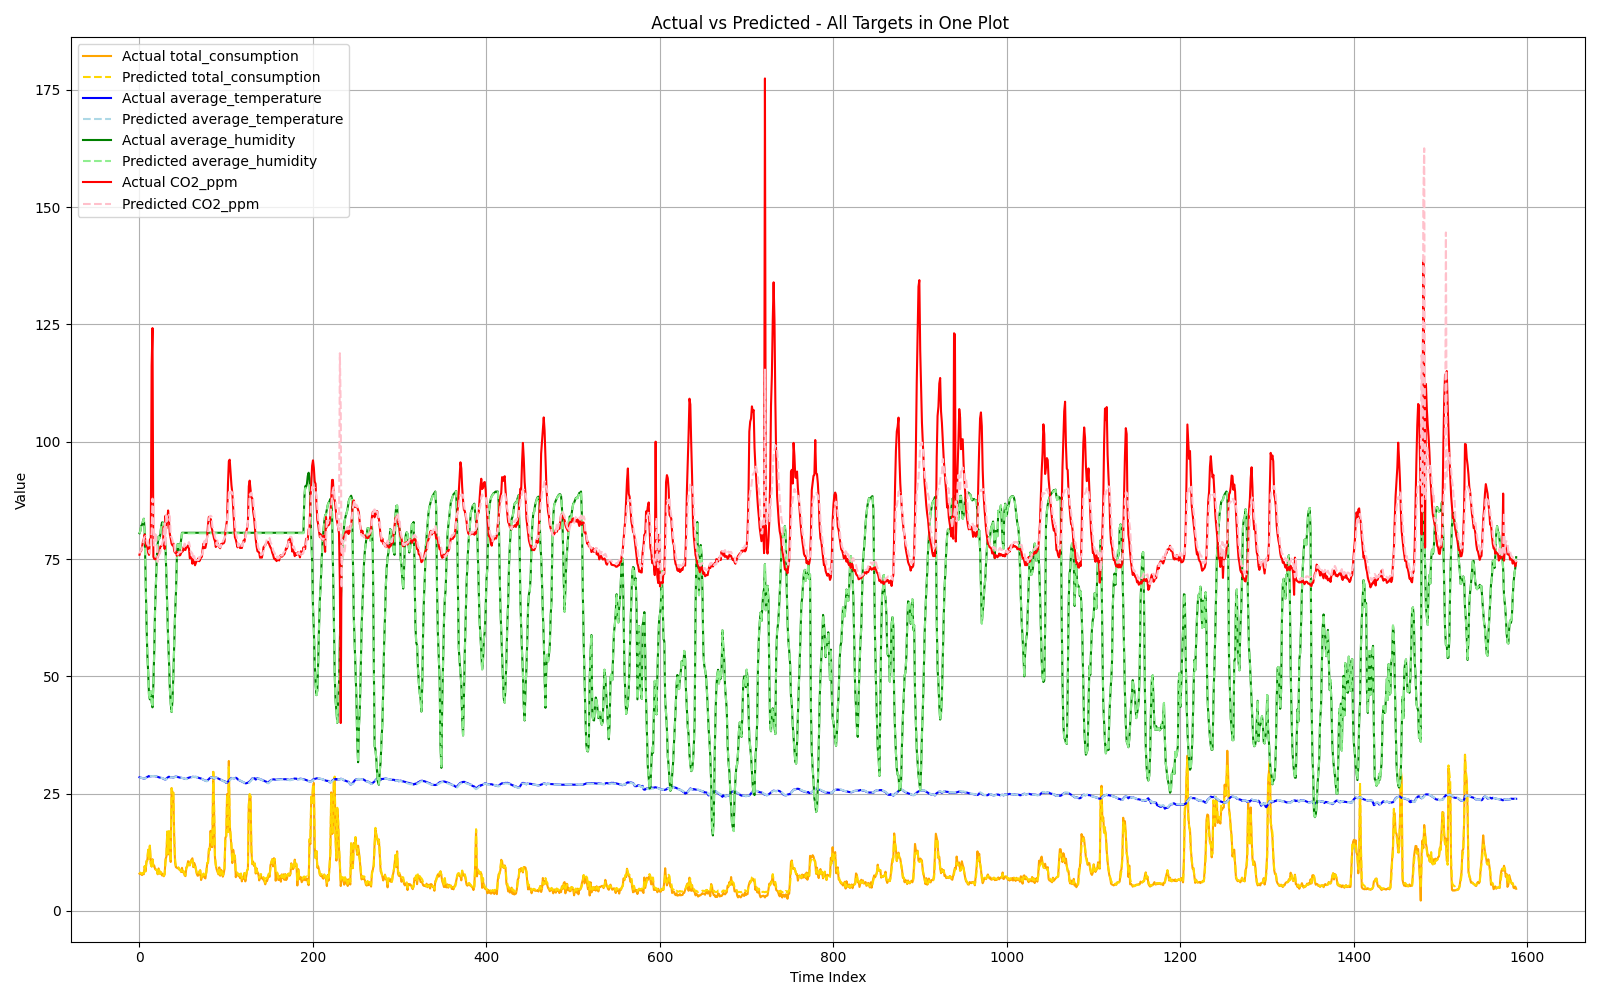 Actual vs Predicted - All Targets in One Plot
Actual total_consumption
Predicted total_consumption
Actual average_temperature
Predicted average_temperature
Actual average_humidity
Predicted average_humidity
Actual CO2_ppm
Predicted CO2_ppm
175
150
125
100
75
50
25
0
Value
0 200 400 600 800 1000 1200 1400 1600
Time Index